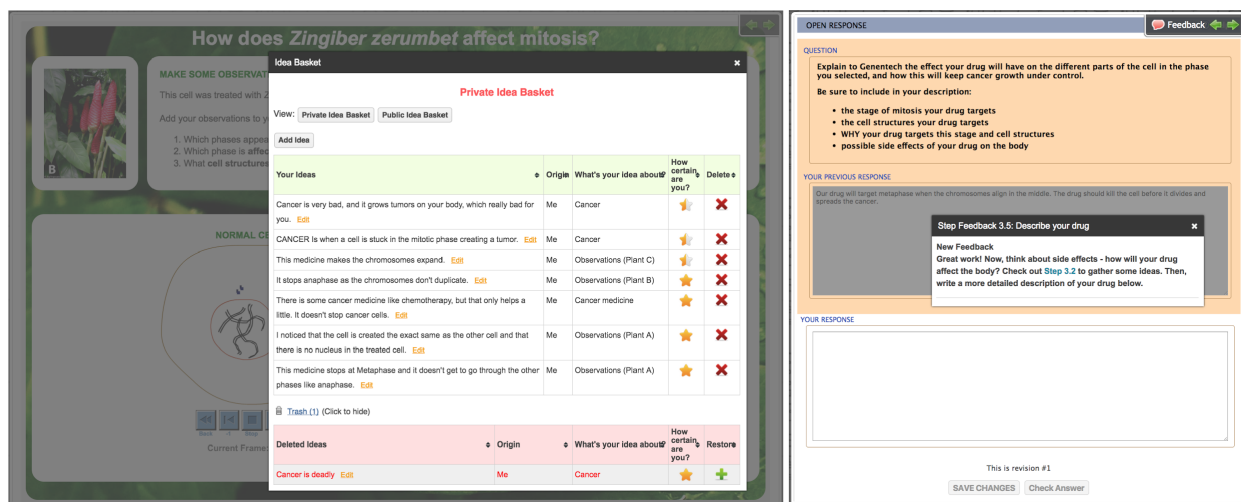 How does Zingiber zerumbet affect mitosis?
B
MAKE SOME OBSERVAT
This cell was treated with Z
Add your observations to yo
1. Which phases appea
2. Which phase is affec
3. What cell structures
NORMAL CE
Current Frame:
Idea Basket
Private Idea Basket
View: Private Idea Basket Public Idea Basket
Add Idea
Your Ideas Origin What's your idea about? How certain are you? Delete
Cancer is very bad, and it grows tumors on your body, which really bad for Me Cancer
you. Edit
CANCER Is when a cell is stuck in the mitotic phase creating a tumor. Edit Me Cancer
This medicine makes the chromosomes expand. Edit Me Observations (Plant C)
It stops anaphase as the chromosomes don't duplicate. Edit Me Observations (Plant B)
There is some cancer medicine like chemotherapy, but that only helps a Me Cancer medicine
little. It doesn't stop cancer cells. Edit
I noticed that the cell is created the exact same as the other cell and that Me Observations (Plant A)
there is no nucleus in the treated cell. Edit
This medicine stops at Metaphase and it doesn't get to go through the other Me Observations (Plant A)
phases like anaphase. Edit
Trash (1) (Click to hide)
Deleted Ideas Origin What's your idea about? How certain are you? Restore
Cancer is deadly Edit Me Cancer
OPEN RESPONSE
Feedback
QUESTION
Explain to Genentech the effect your drug will have on the different parts of the cell in the phase
you selected, and how this will keep cancer growth under control.
Be sure to include in your description:
• the stage of mitosis your drug targets
• the cell structures your drug targets
• WHY your drug targets this stage and cell structures
• possible side effects of your drug on the body
YOUR PREVIOUS RESPONSE
Our drug will target metaphase when the chromosomes align in the middle. The drug should kill the cell before it divides and
spreads the cancer.
Step Feedback 3.5: Describe your drug
New Feedback
Great work! Now, think about side effects - how will your drug
affect the body? Check out Step 3.2 to gather some ideas. Then,
write a more detailed description of your drug below.
YOUR RESPONSE
This is revision #1
SAVE CHANGES Check Answer